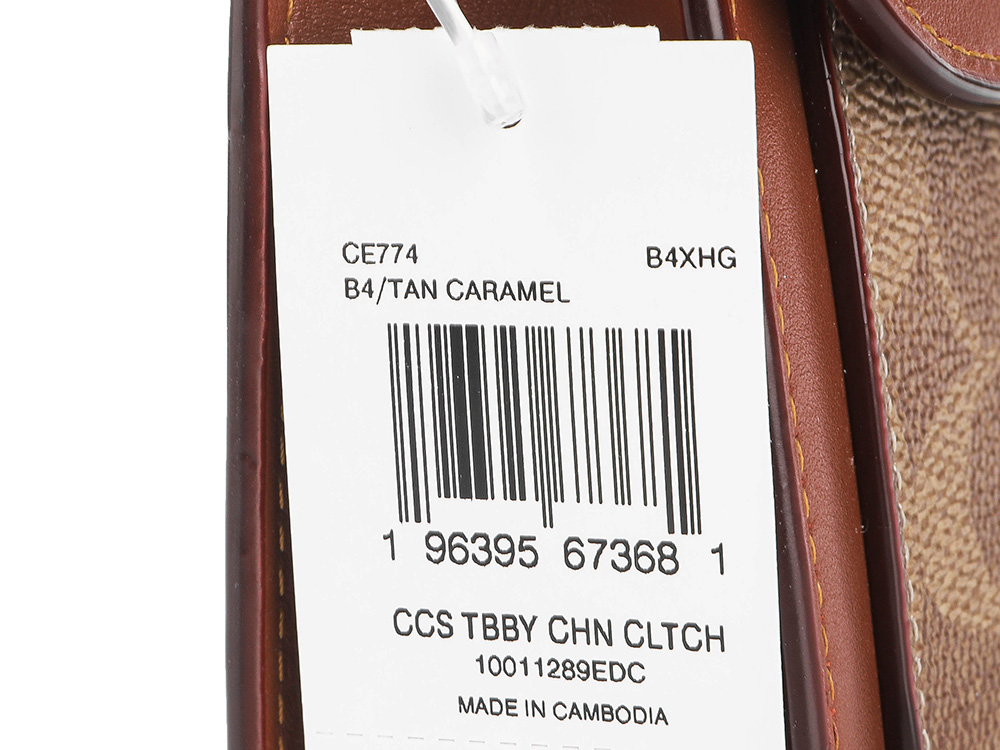 CE774 B4XHG
B4/TAN CARAMEL
1 96395 67368 1
CCS TBBY CHN CLTCH
10011289EDC
MADE IN CAMBODIA